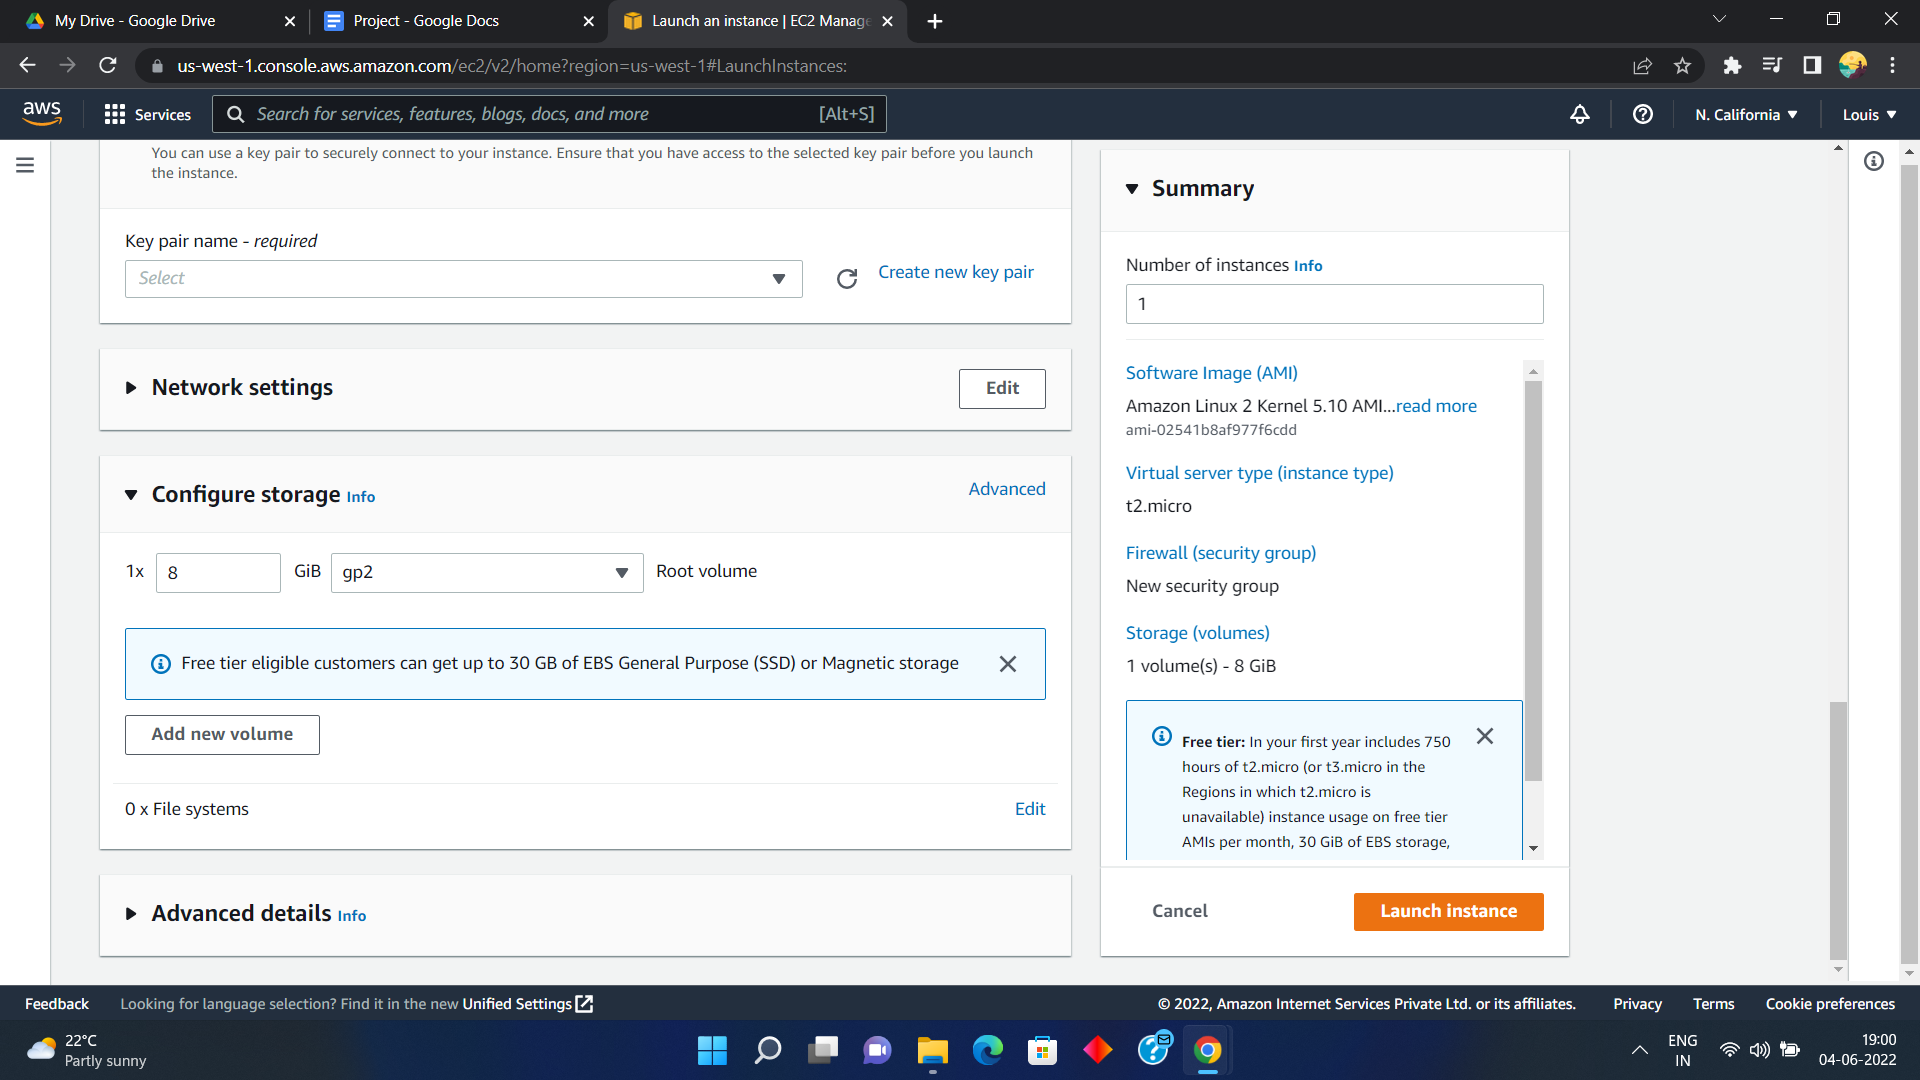 My Drive - Google Drive
Project - Google Docs
Launch an instance | EC2 Manage
us-west-1.console.aws.amazon.com/ec2/v2/home?region=us-west-1#LaunchInstances:
aws
Services
Search for services, features, blogs, docs, and more
[Alt+S]
N. California
Louis
You can use a key pair to securely connect to your instance. Ensure that you have access to the selected key pair before you launch
the instance.
Key pair name - required
Select
Create new key pair
Network settings
Edit
Configure storage Info
Advanced
1x
8
GiB
gp2
Root volume
Free tier eligible customers can get up to 30 GB of EBS General Purpose (SSD) or Magnetic storage
Add new volume
0 x File systems
Edit
Advanced details Info
Summary
Number of instances Info
1
Software Image (AMI)
Amazon Linux 2 Kernel 5.10 AMI...read more
ami-02541b8af977f6cdd
Virtual server type (instance type)
t2.micro
Firewall (security group)
New security group
Storage (volumes)
1 volume(s) - 8 GiB
Free tier: In your first year includes 750
hours of t2.micro (or t3.micro in the
Regions in which t2.micro is
unavailable) instance usage on free tier
AMIs per month, 30 GiB of EBS storage,
Cancel
Launch instance
Feedback
Looking for language selection? Find it in the new Unified Settings
© 2022, Amazon Internet Services Private Ltd. or its affiliates.
Privacy
Terms
Cookie preferences
22°C
Partly sunny
ENG
IN
19:00
04-06-2022